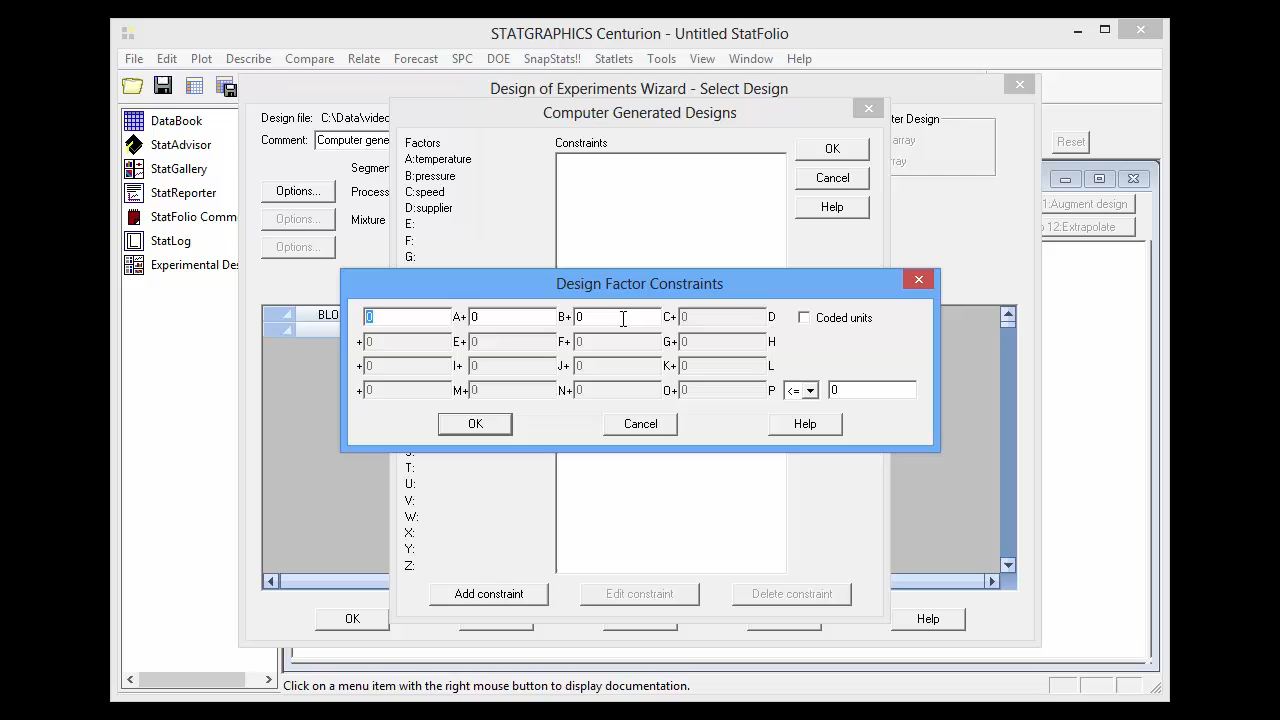 STATGRAPHICS Centurion - Untitled StatFolio
File Edit Plot Describe Compare Relate Forecast SPC DOE SnapStats!! Statlets Tools View Window Help
Design of Experiments Wizard - Select Design
Computer Generated Designs
Design file: C:\Data\video
Comment: Computer gene
ter Design
array
array
Reset
DataBook
StatAdvisor
StatGallery
StatReporter
StatFolio Comm
StatLog
Experimental Des
Segmen
Options... Process
Options... Mixture
Options...
Factors Constraints
A:temperature
B:pressure
C:speed
D:supplier
E:
F:
G:
OK
Cancel
Help
1:Augment design
12:Extrapolate
BLO
Design Factor Constraints
0 A+ 0 B+ 0 C+ 0 D Coded units
+ 0 E+ 0 F+ 0 G+ 0 H
+ 0 I+ 0 J+ 0 K+ 0 L
+ 0 M+ 0 N+ 0 O+ 0 P <= 0
OK Cancel Help
T:
U:
V:
W:
X:
Y:
Z:
Add constraint Edit constraint Delete constraint
OK Help
Click on a menu item with the right mouse button to display documentation.